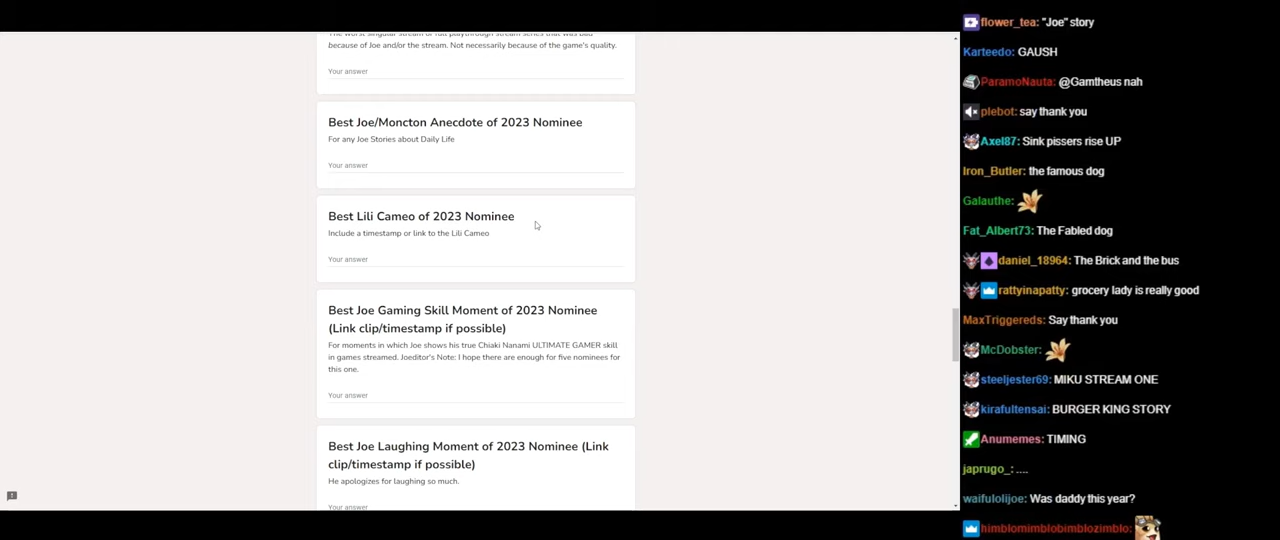 The worst singular stream or full playthrough stream series that was bad
because of Joe and/or the stream. Not necessarily because of the game's quality.
Your answer
Best Joe/Moncton Anecdote of 2023 Nominee
For any Joe Stories about Daily Life
Your answer
Best Lili Cameo of 2023 Nominee
Include a timestamp or link to the Lili Cameo
Your answer
Best Joe Gaming Skill Moment of 2023 Nominee
(Link clip/timestamp if possible)
For moments in which Joe shows his true Chiaki Nanami ULTIMATE GAMER skill
in games streamed. Joeditor's Note: I hope there are enough for five nominees for
this one.
Your answer
Best Joe Laughing Moment of 2023 Nominee (Link
clip/timestamp if possible)
He apologizes for laughing so much.
Your answer
flower_tea: "Joe" story
Karteedo: GAUSH
ParamoNauta: @Gamtheus nah
plebot: say thank you
Axel87: Sink pissers rise UP
Iron_Butler: the famous dog
Galauthe:
Fat_Albert73: The Fabled dog
daniel_18964: The Brick and the bus
rattyinapatty: grocery lady is really good
MaxTriggereds: Say thank you
McDobster:
steeljester69: MIKU STREAM ONE
kirafultensai: BURGER KING STORY
Anumemes: TIMING
japrugo_: ....
waifulolijoe: Was daddy this year?
himblomimblobimblozimblo: